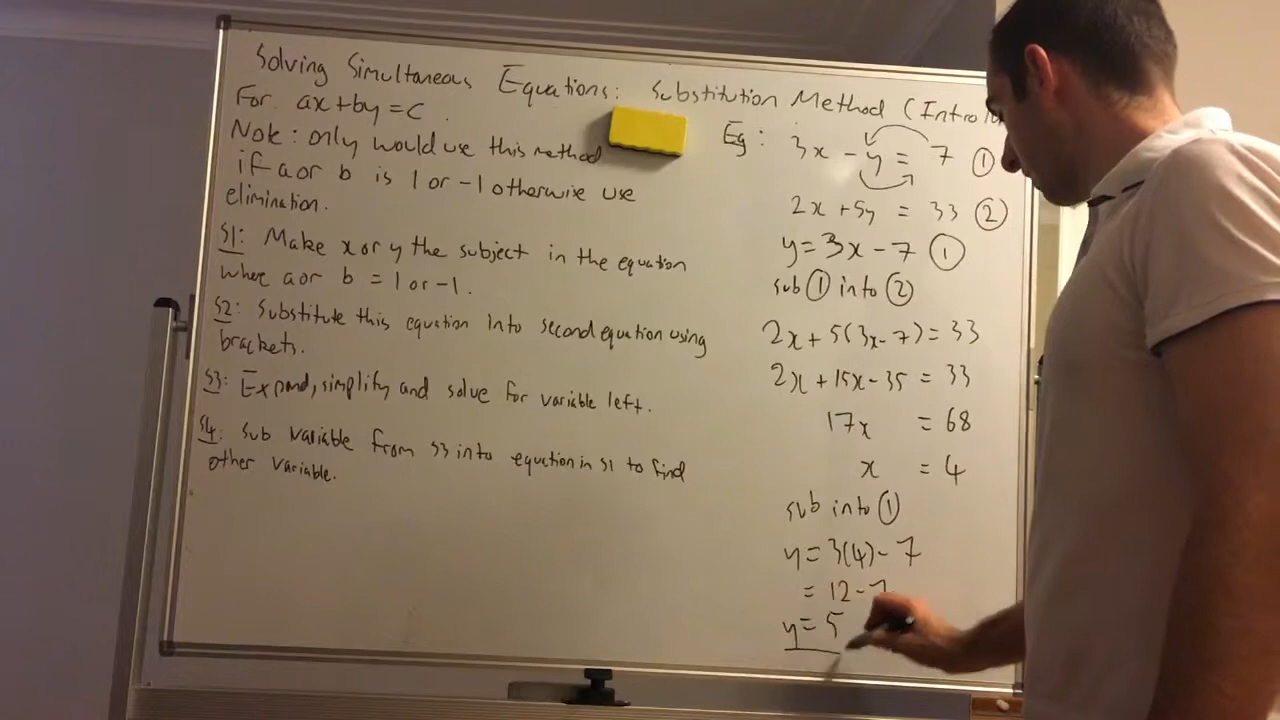 Solving Simultaneous Equations: Substitution Method (Intro
For ax+by=c
Note: only would use this method
if a or b is 1 or -1 otherwise use
elimination.
S1: Make x or y the subject in the equation
where a or b = 1 or -1.
S2: Substitute this equation into second equation using
brackets.
S3: Expand, simplify and solve for variable left.
S4: Sub variable from S3 into equation in S1 to find
other variable.
Eg: 3x - y = 7 ①
2x + 5y = 33 ②
y = 3x - 7 ①
sub ① into ②
2x + 5(3x - 7) = 33
2x + 15x - 35 = 33
17x = 68
x = 4
sub into ①
y = 3(4) - 7
= 12 - 7
y = 5